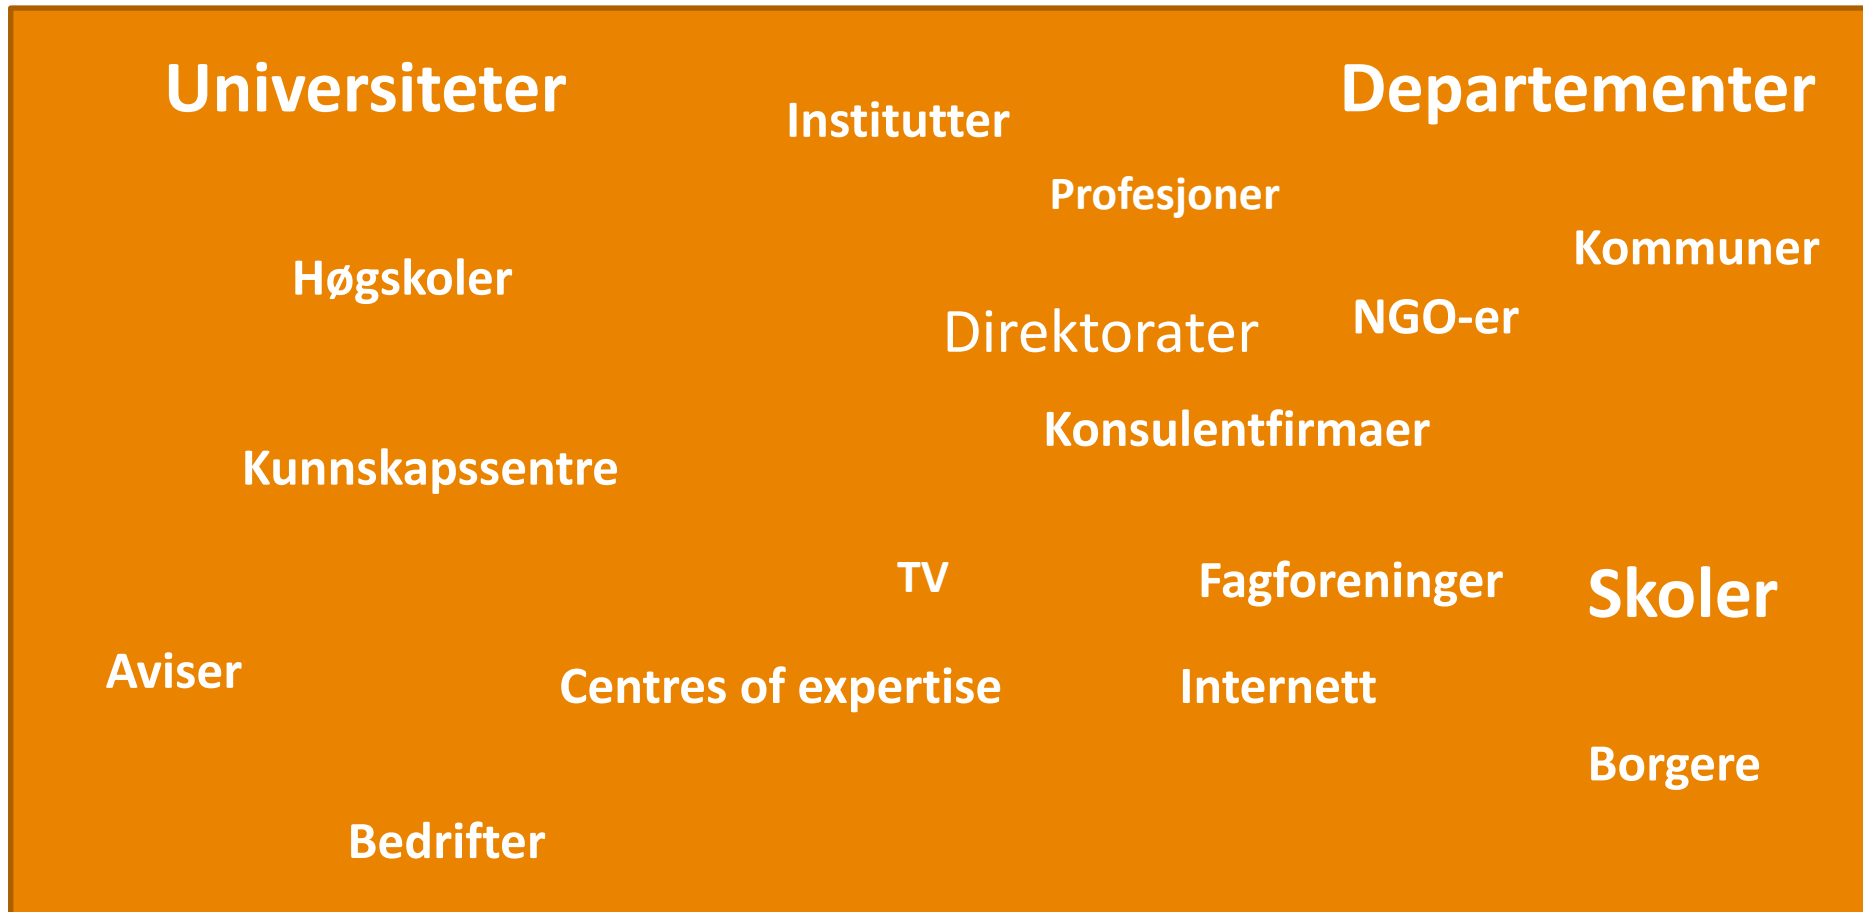 Universiteter
Departementer
Institutter
Profesjoner
Kommuner
Høgskoler
NGO-er
Direktorater
Konsulentfirmaer
Kunnskapssentre
TV
Fagforeninger
Skoler
Aviser
Centres of expertise
Internett
Borgere
Bedrifter